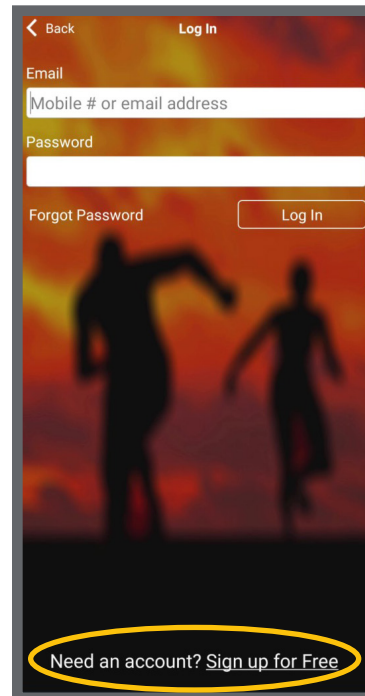 Back Log In
Email
Mobile # or email address
Password
Forgot Password Log In
Need an account? Sign up for Free